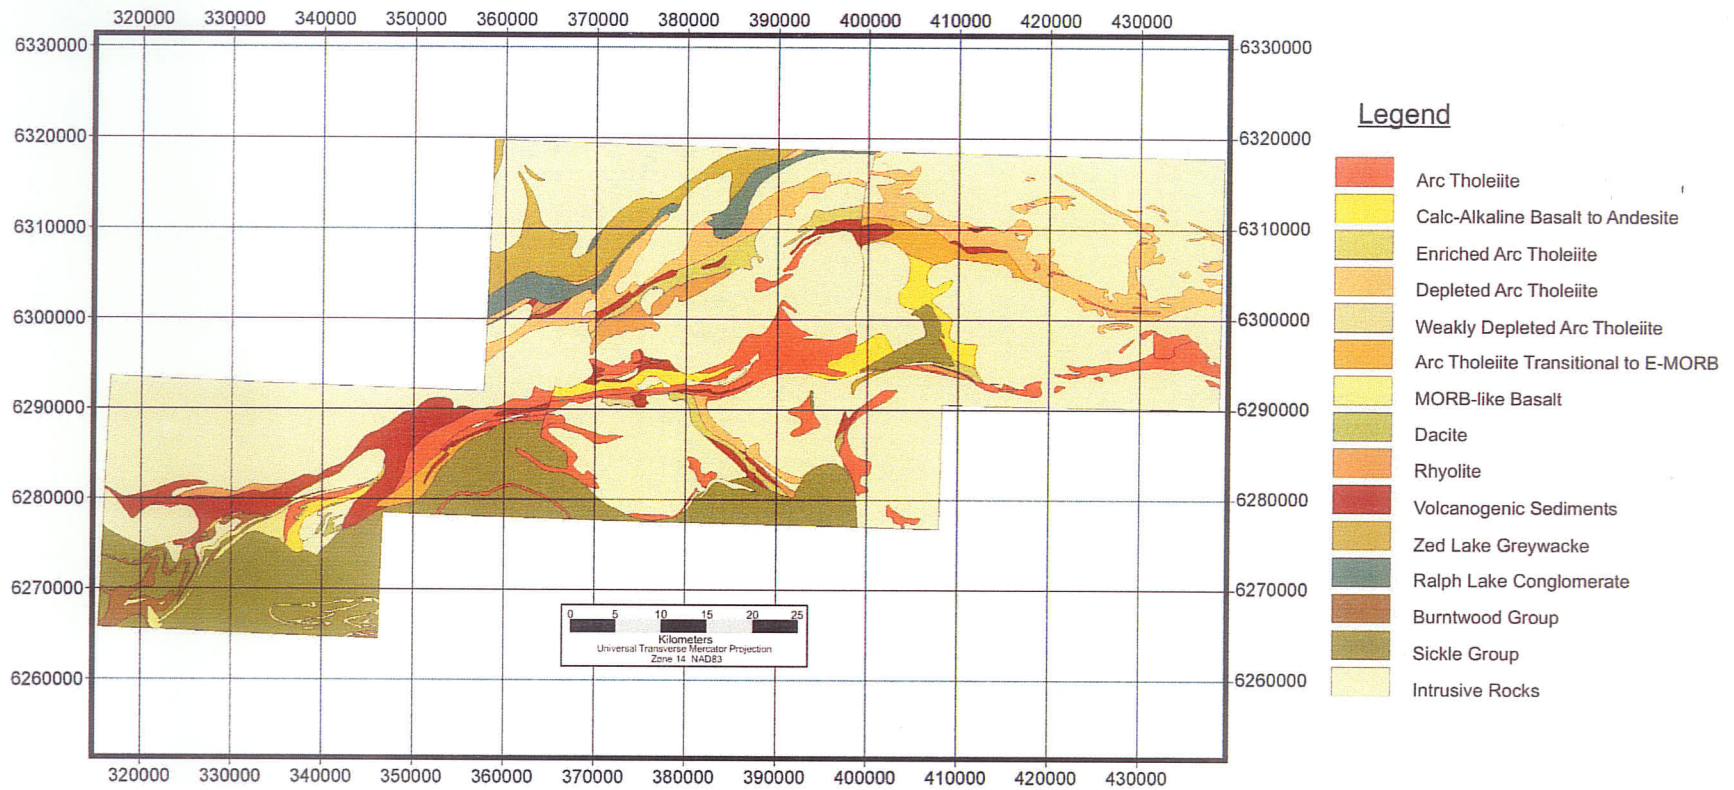 320000 330000 340000 350000 360000 370000 380000 390000 400000 410000 420000 430000
6330000 6330000
6320000 6320000
6310000 6310000
6300000 6300000
6290000 6290000
6280000 6280000
6270000 6270000
6260000 6260000
0 5 10 15 20 25
Kilometers
Universal Transverse Mercator Projection
Zone 14 NAD83
320000 330000 340000 350000 360000 370000 380000 390000 400000 410000 420000 430000
Legend
Arc Tholeiite
Calc-Alkaline Basalt to Andesite
Enriched Arc Tholeiite
Depleted Arc Tholeiite
Weakly Depleted Arc Tholeiite
Arc Tholeiite Transitional to E-MORB
MORB-like Basalt
Dacite
Rhyolite
Volcanogenic Sediments
Zed Lake Greywacke
Ralph Lake Conglomerate
Burntwood Group
Sickle Group
Intrusive Rocks